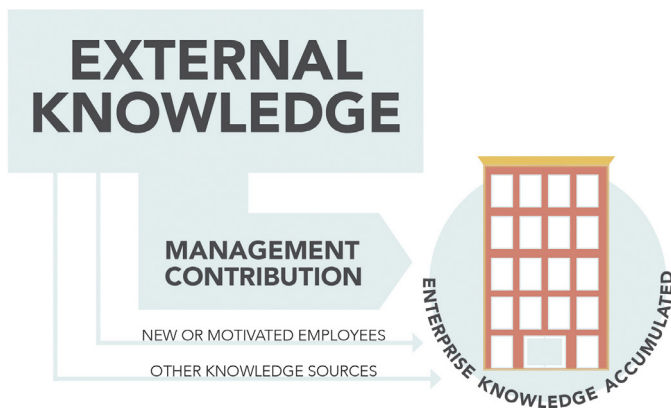 EXTERNAL
KNOWLEDGE
MANAGEMENT
CONTRIBUTION
NEW OR MOTIVATED EMPLOYEES
OTHER KNOWLEDGE SOURCES
ENTERPRISE KNOWLEDGE ACCUMULATED